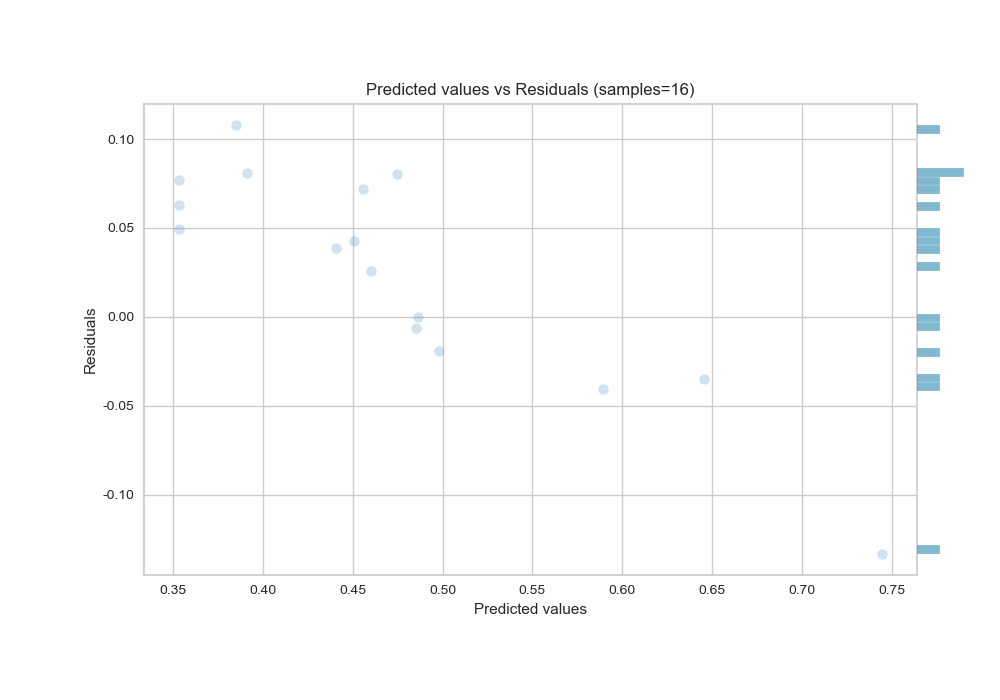 Predicted values vs Residuals (samples=16)
0.10
0.05
0.00
-0.05
-0.10
Residuals
0.35 0.40 0.45 0.50 0.55 0.60 0.65 0.70 0.75
Predicted values